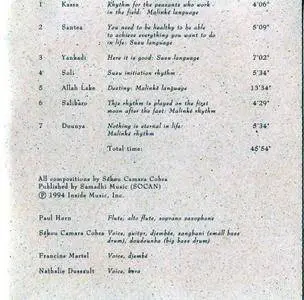 1 Kassa Rhythm for the peasants who work 4'06"
in the field: Malinké language
2 Santea You need to be healthy to be able 5'09"
to achieve everything you want to do
in life: Susu language
3 Yankadi Here it is good: Susu language 7'02"
4 Soli Susu initiation rhythm 5'34"
5 Allah Lake Destiny: Malinké language 13'34"
6 Salibaro This rhythm is played on the first 4'29"
moon after the fast: Malinké rhythm
7 Dounya Nothing is eternal in life: 5'34"
Malinké rhythm
Total time: 45'54"
All compositions by Sékou Camara Cobra
Published by Samadhi Music (SOCAN)
℗ 1994 Inside Music, Inc.
Paul Horn Flute, alto flute, soprano saxophone
Sékou Camara Cobra Voice, guitar, djembé, sangbani (small bass
drum), doudounba (big bass drum)
Francine Martel Voice, djembé
Nathalie Dussault Voice,